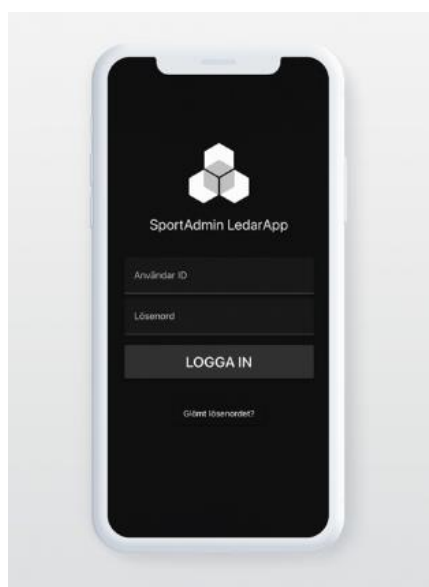 SportAdmin LedarApp
Användar ID
Lösenord
LOGGA IN
Glömt lösenordet?